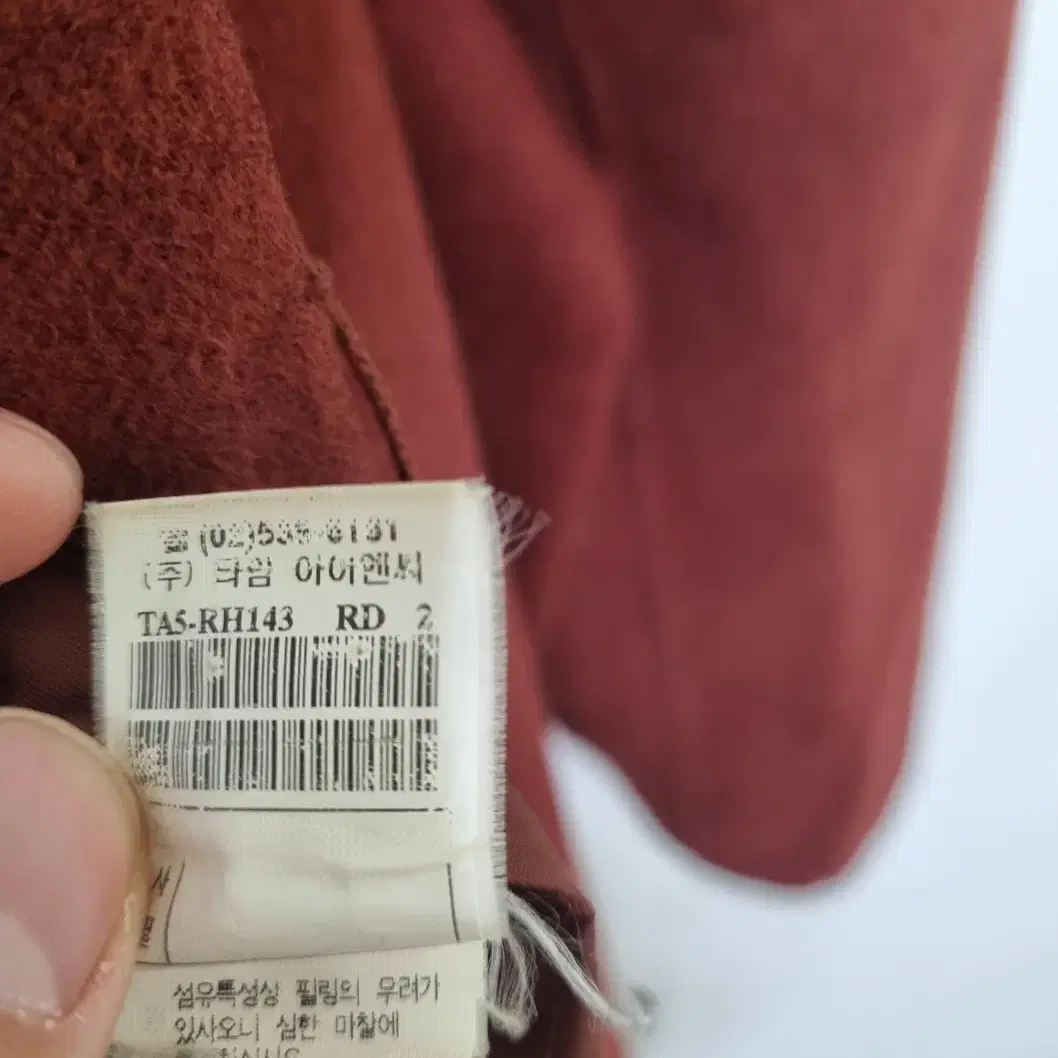 (주) 타임 아이엔씨
TA5-RH143 RD 2
섬유특성상 필링의 우려가
있사오니 심한 마찰에